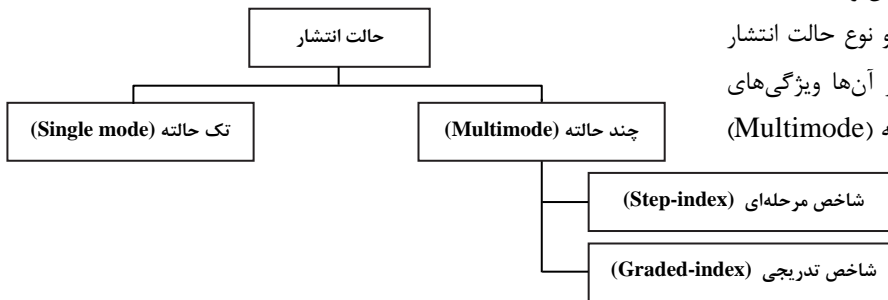 حالت انتشار
و نوع حالت انتشار
آن‌ها ویژگی‌های
(Multimode)
چند حالته (Multimode)
تک حالته (Single mode)
شاخص مرحله‌ای (Step-index)
شاخص تدریجی (Graded-index)